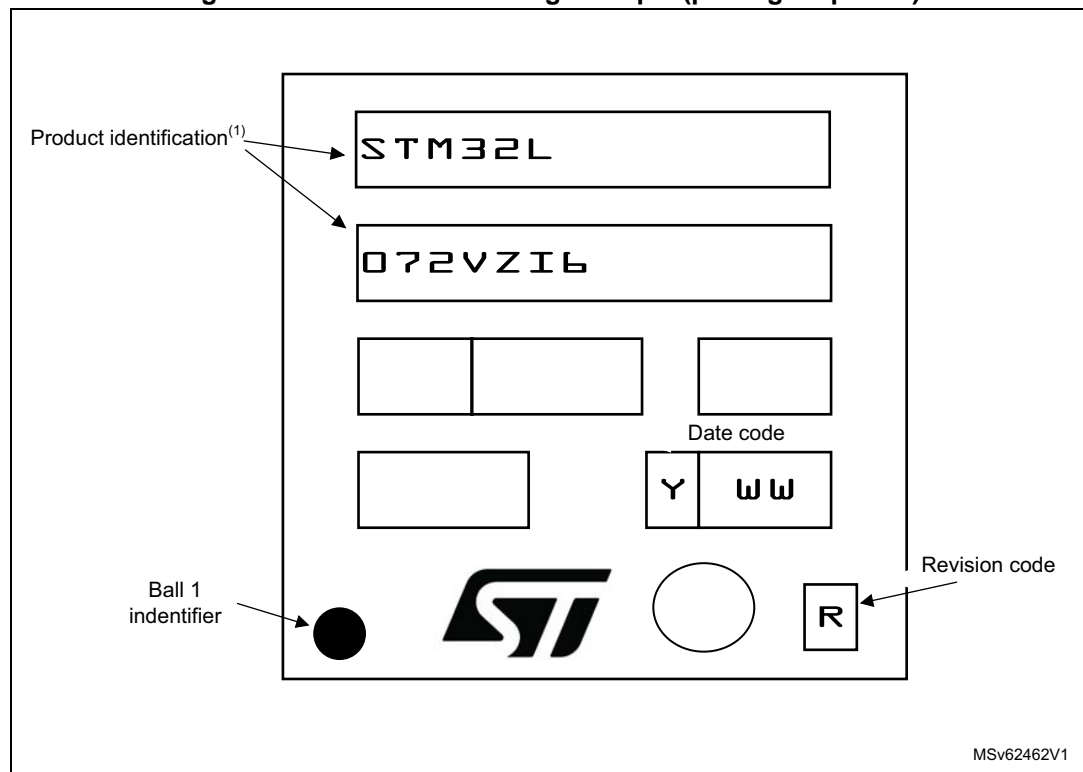 Product identification(1)
STM32L
072VZI6
Date code
Y WW
Ball 1
indentifier
Revision code
R
MSv62462V1